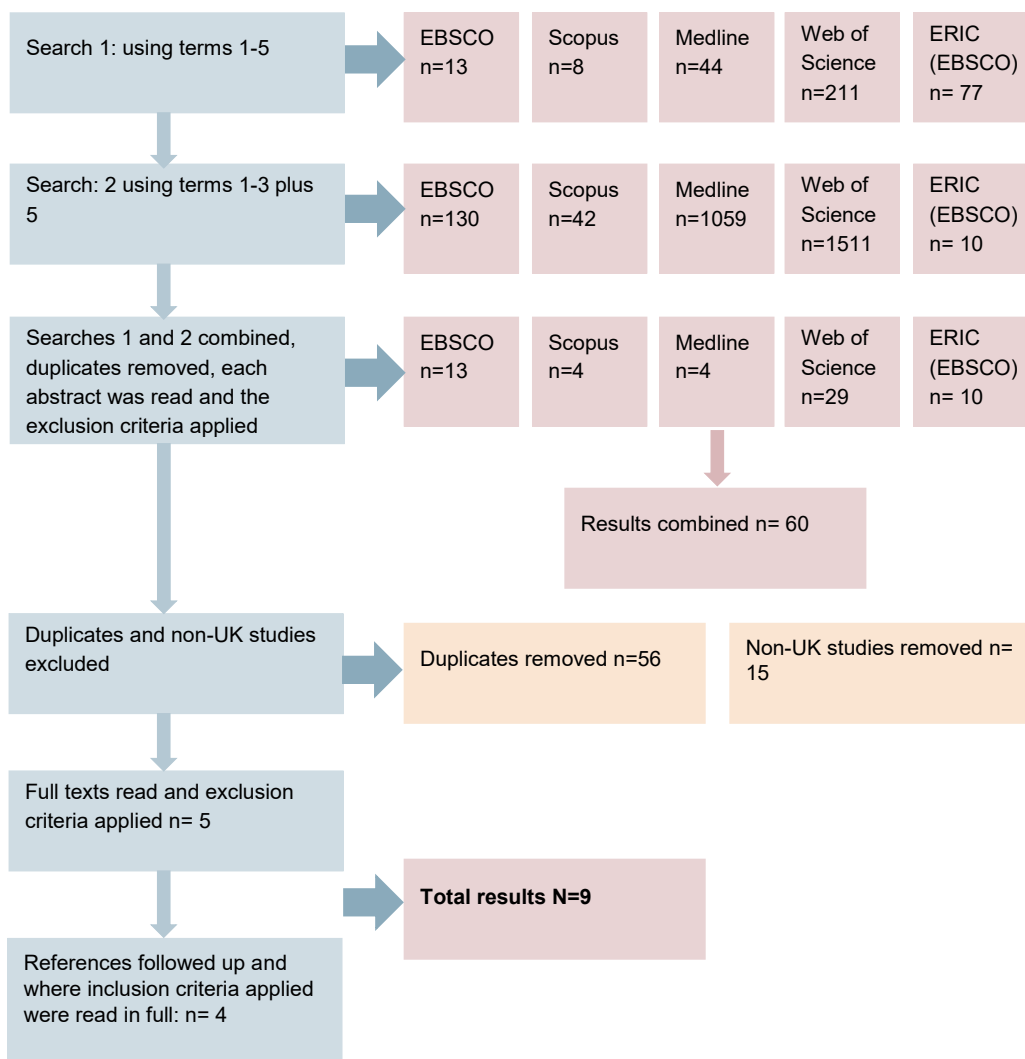 Search 1: using terms 1-5
EBSCO
n=13
Scopus
n=8
Medline
n=44
Web of
Science
n=211
ERIC
(EBSCO)
n= 77
Search: 2 using terms 1-3 plus
5
EBSCO
n=130
Scopus
n=42
Medline
n=1059
Web of
Science
n=1511
ERIC
(EBSCO)
n= 10
Searches 1 and 2 combined,
duplicates removed, each
abstract was read and the
exclusion criteria applied
EBSCO
n=13
Scopus
n=4
Medline
n=4
Web of
Science
n=29
ERIC
(EBSCO)
n= 10
Results combined n= 60
Duplicates and non-UK studies
excluded
Duplicates removed n=56
Non-UK studies removed n=
15
Full texts read and exclusion
criteria applied n= 5
Total results N=9
References followed up and
where inclusion criteria applied
were read in full: n= 4